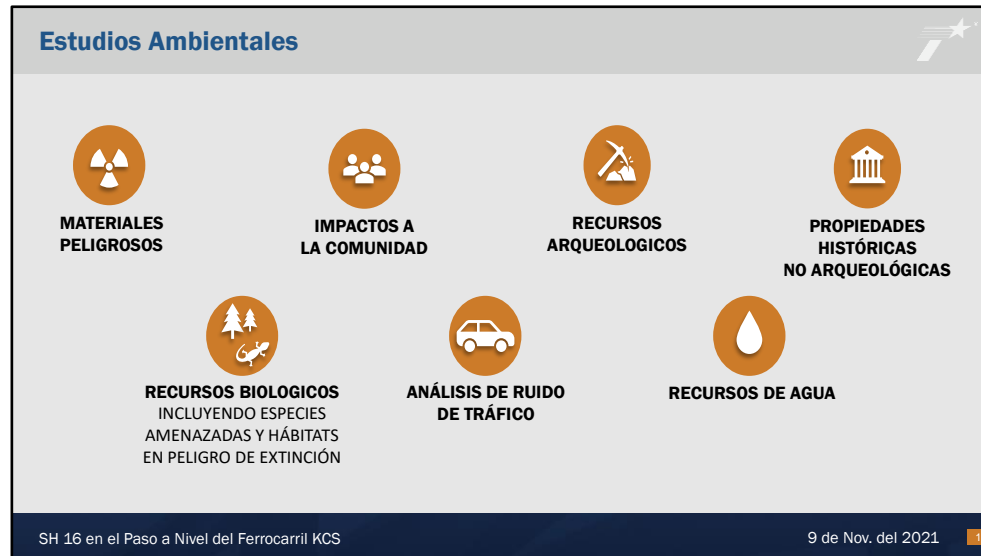 Estudios Ambientales
MATERIALES
PELIGROSOS
IMPACTOS A
LA COMUNIDAD
RECURSOS
ARQUEOLOGICOS
PROPIEDADES
HISTÓRICAS
NO ARQUEOLÓGICAS
RECURSOS BIOLOGICOS
INCLUYENDO ESPECIES
AMENAZADAS Y HÁBITATS
EN PELIGRO DE EXTINCIÓN
ANÁLISIS DE RUIDO
DE TRÁFICO
RECURSOS DE AGUA
SH 16 en el Paso a Nivel del Ferrocarril KCS
9 de Nov. del 2021